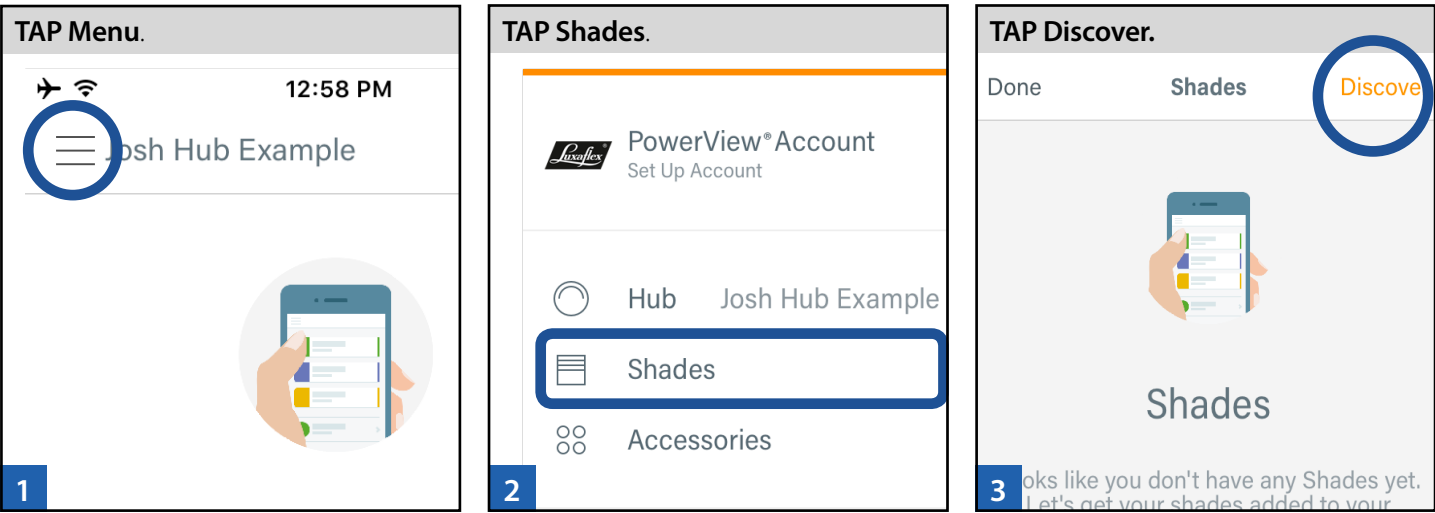 TAP Menu.
12:58 PM
Josh Hub Example
1
TAP Shades.
Luxaflex®
PowerView® Account
Set Up Account
Hub Josh Hub Example
Shades
Accessories
2
TAP Discover.
Done Shades Discove
Shades
oks like you don't have any Shades yet.
Let's get your shades added to your
3